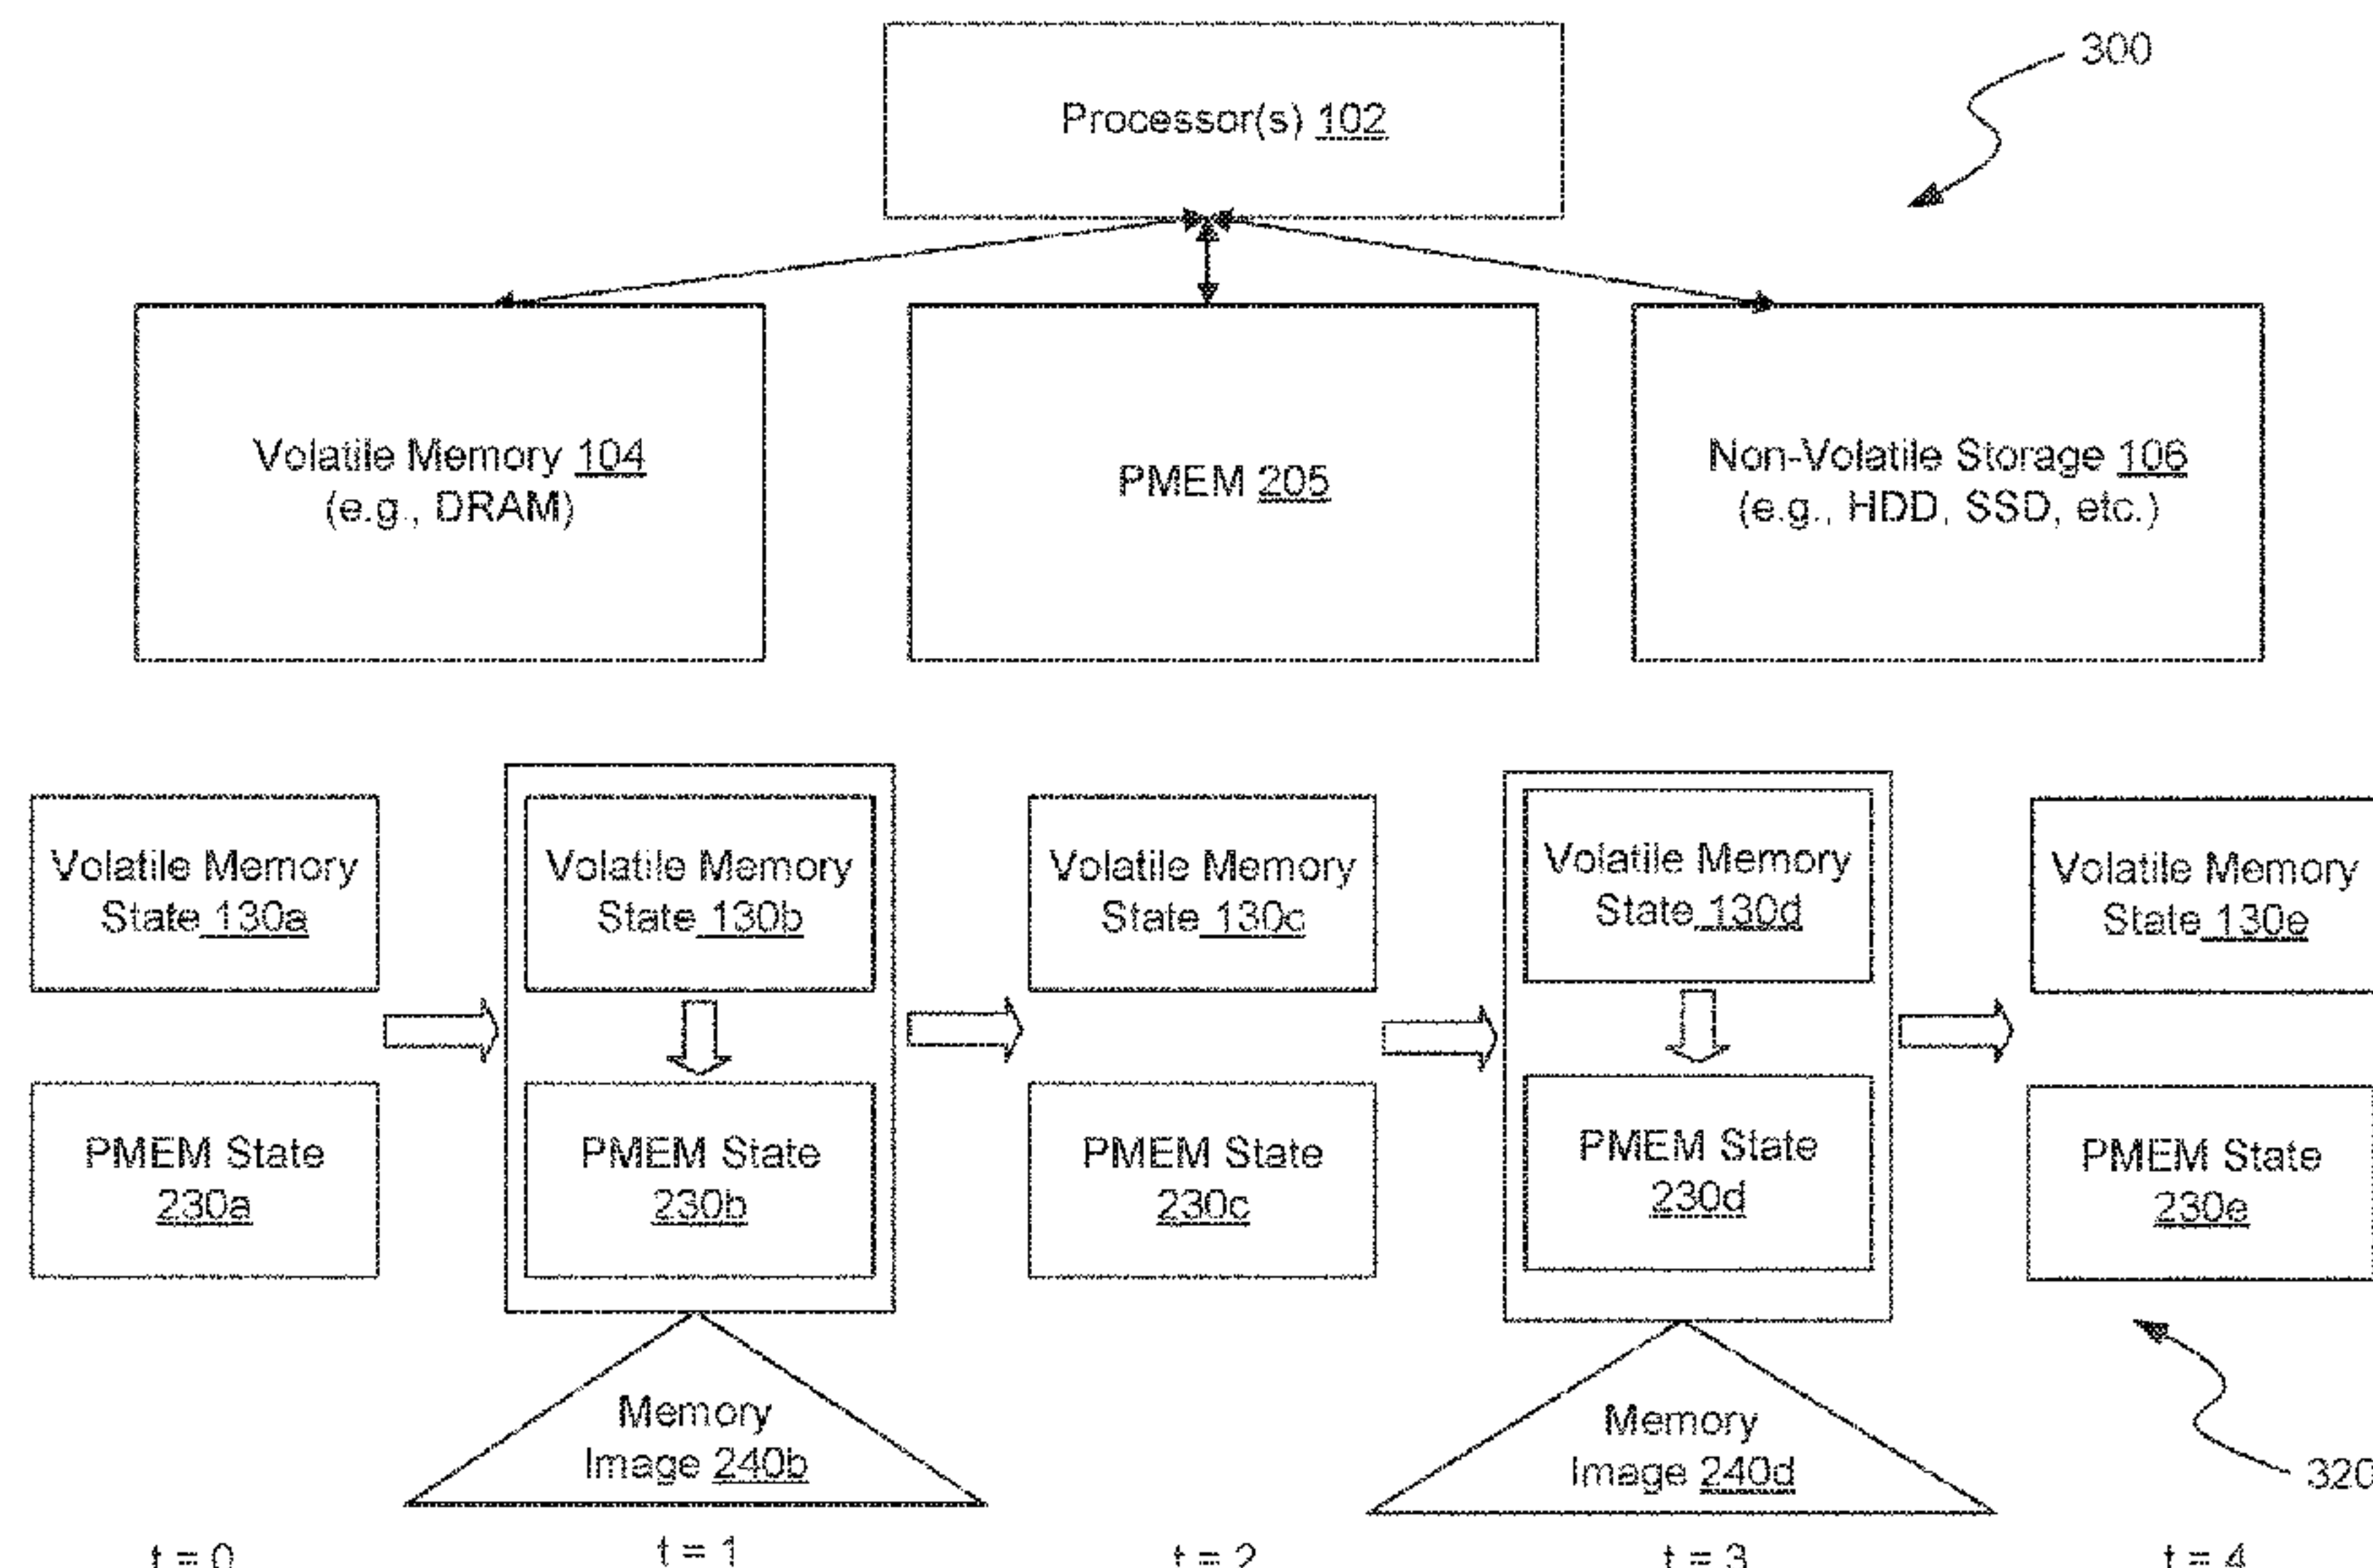 300
Processor(s) 102
Volatile Memory 104
(e.g., DRAM)
PMEM 205
Non-Volatile Storage 106
(e.g., HDD, SSD, etc.)
Volatile Memory
State 130a
Volatile Memory
State 130b
Volatile Memory
State 130c
Volatile Memory
State 130d
Volatile Memory
State 130e
PMEM State
230a
PMEM State
230b
PMEM State
230c
PMEM State
230d
PMEM State
230e
Memory
Image 240b
Memory
Image 240d
320
t = 0
t = 1
t = 2
t = 3
t = 4